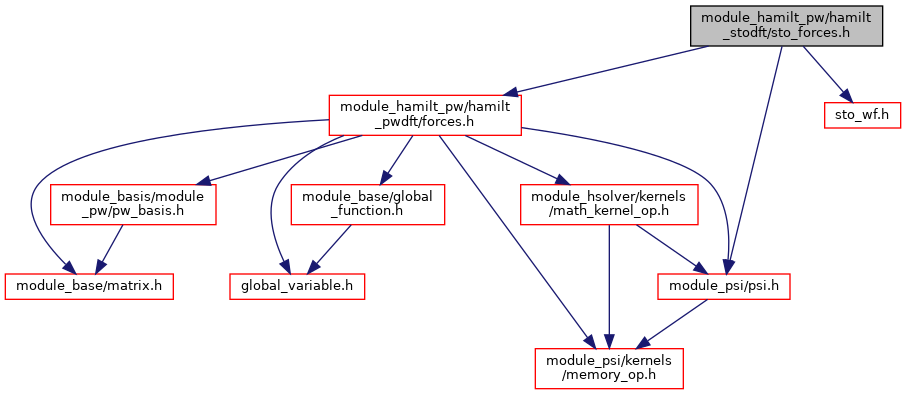 module_hamilt_pw/hamilt
_stodft/sto_forces.h
module_hamilt_pw/hamilt
_pwdft/forces.h
sto_wf.h
module_basis/module
_pw/pw_basis.h
module_base/global
_function.h
module_hsolver/kernels
/math_kernel_op.h
module_base/matrix.h
global_variable.h
module_psi/psi.h
module_psi/kernels
/memory_op.h